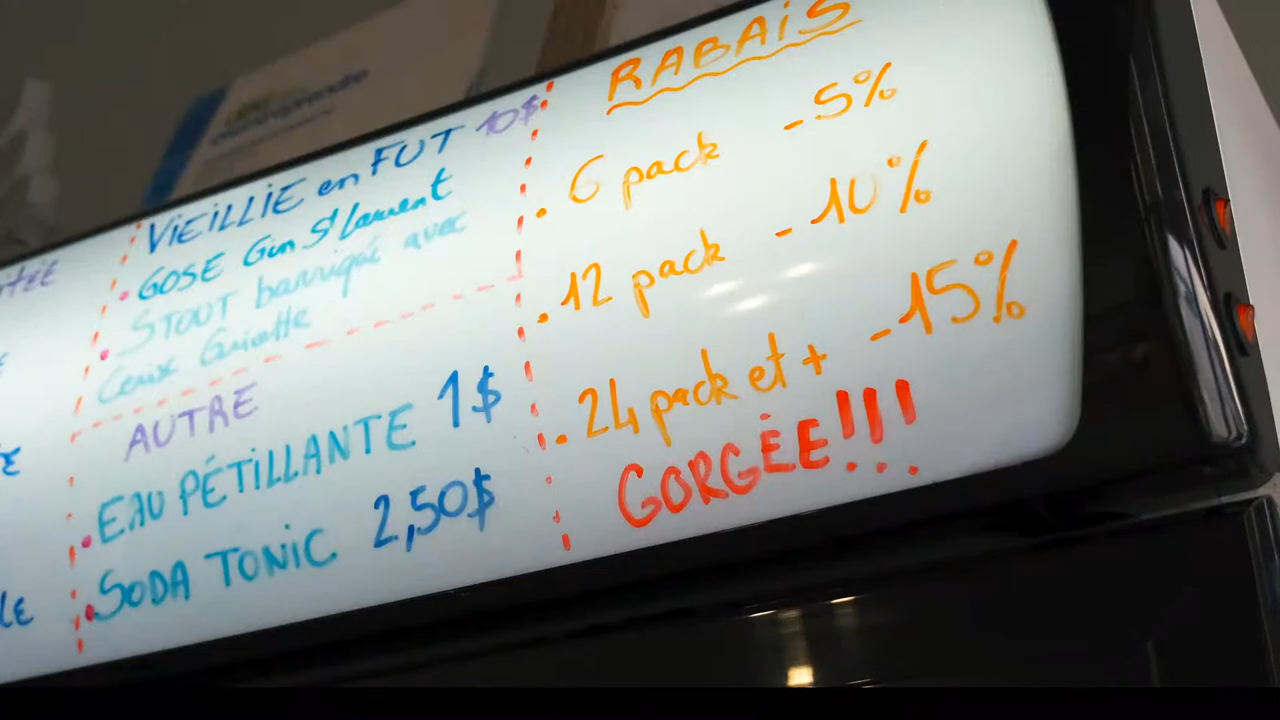 VIEILLIE en FUT 10$
GOSE Gin St Laurent
STOUT barriqué avec
Cerise Griotte
AUTRE
EAU PÉTILLANTE 1$
SODA TONIC 2,50$
RABAIS
6 pack -5%
12 pack -10%
24 pack et + -15%
GORGÉE!!!